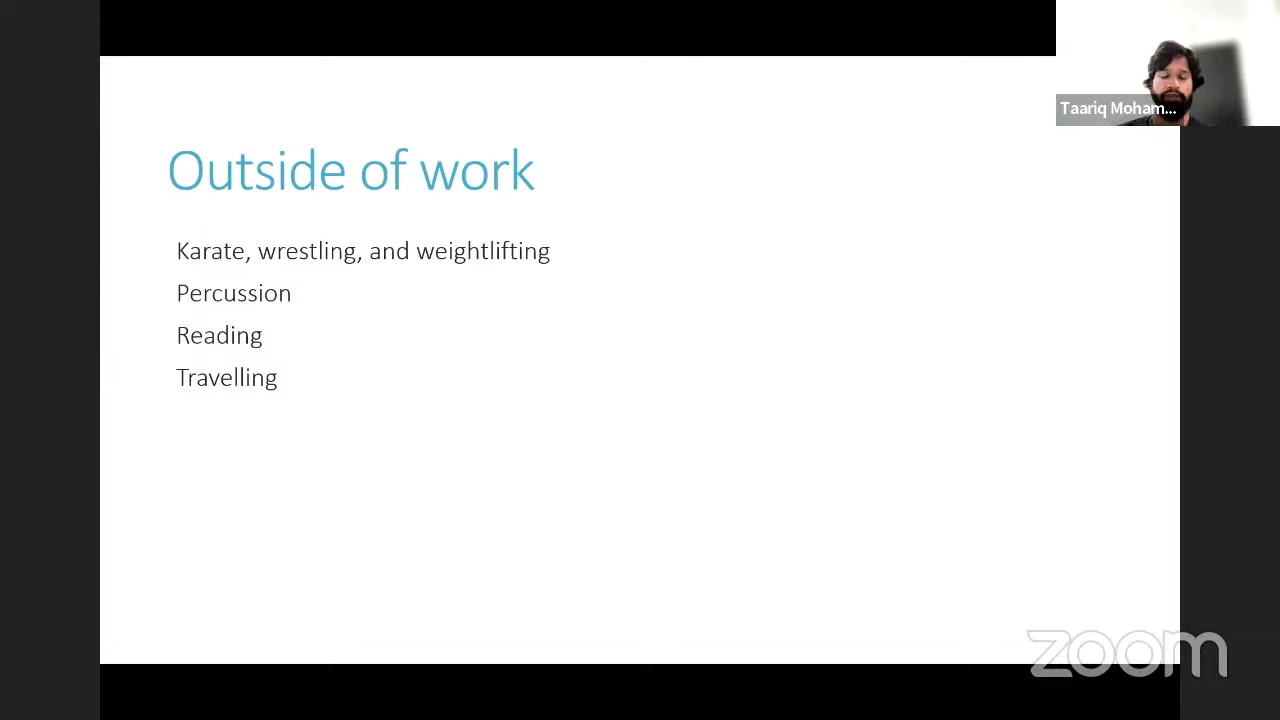 Taariq Moham...
Outside of work
Karate, wrestling, and weightlifting
Percussion
Reading
Travelling
zoom